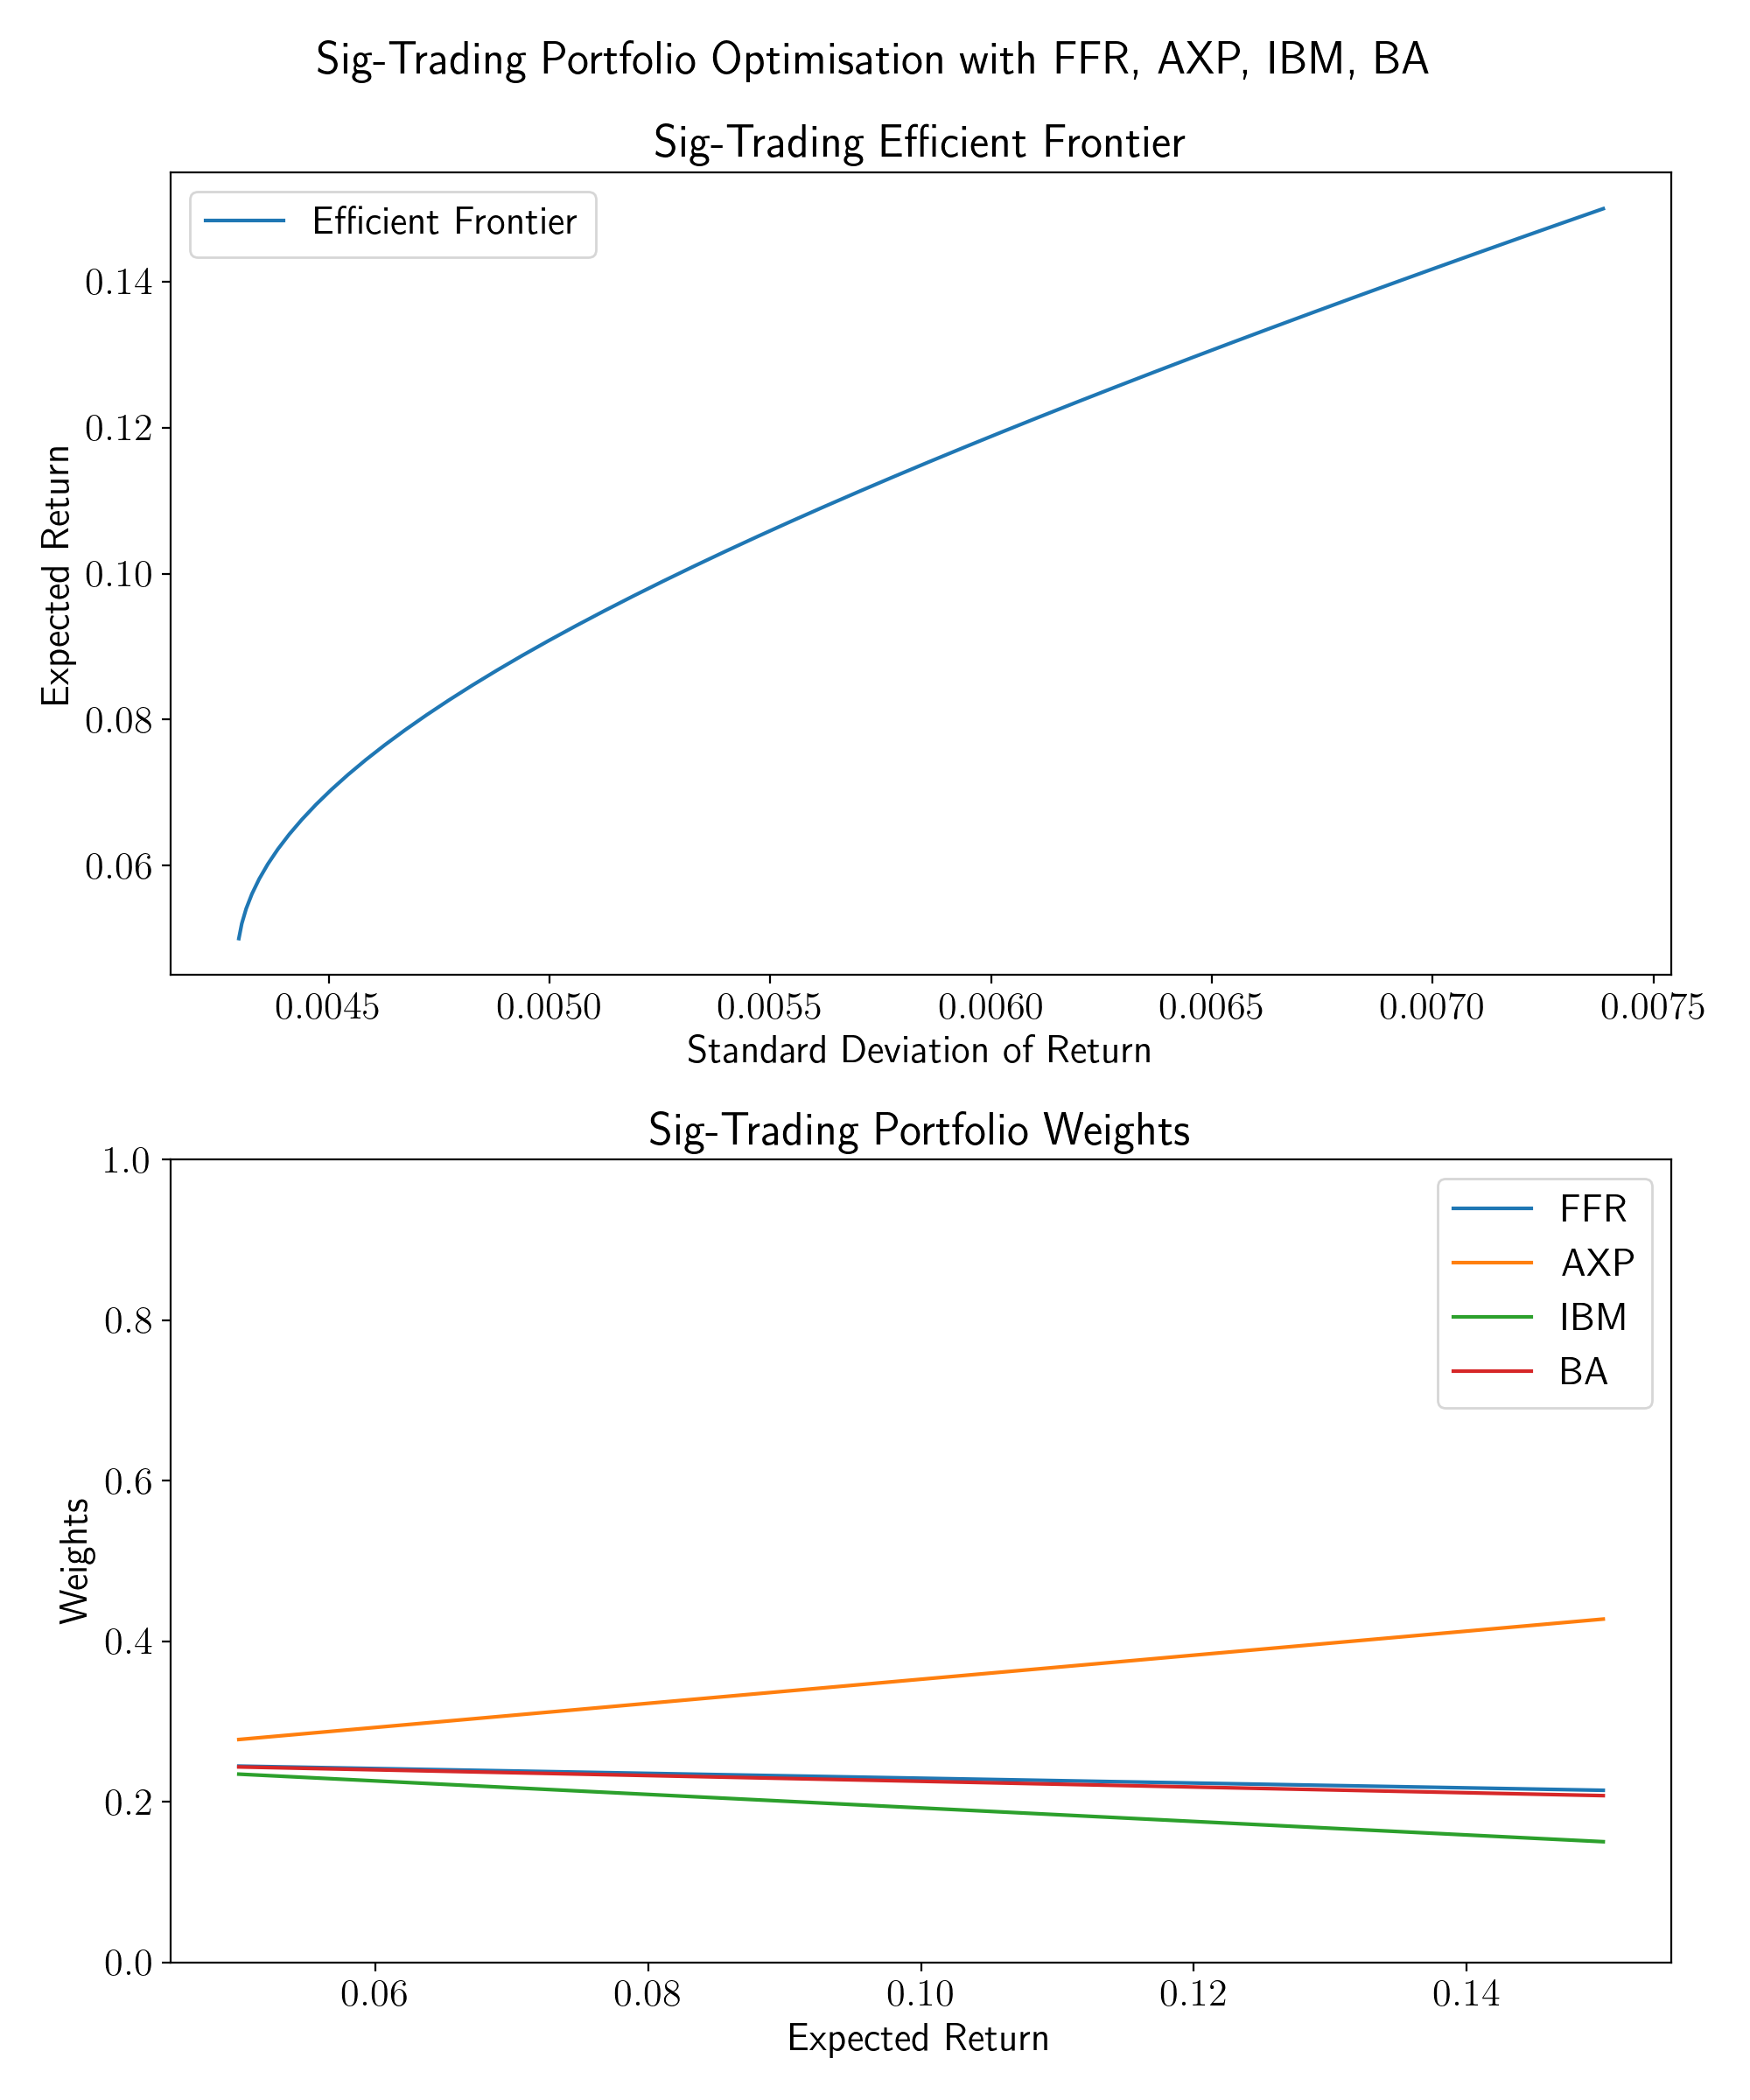 Sig-Trading Portfolio Optimisation with FFR, AXP, IBM, BA
Sig-Trading Efficient Frontier
Efficient Frontier
0.14
0.12
0.10
0.08
0.06
Expected Return
0.0045 0.0050 0.0055 0.0060 0.0065 0.0070 0.0075
Standard Deviation of Return
Sig-Trading Portfolio Weights
1.0
0.8
0.6
0.4
0.2
0.0
Weights
FFR
AXP
IBM
BA
0.06 0.08 0.10 0.12 0.14
Expected Return